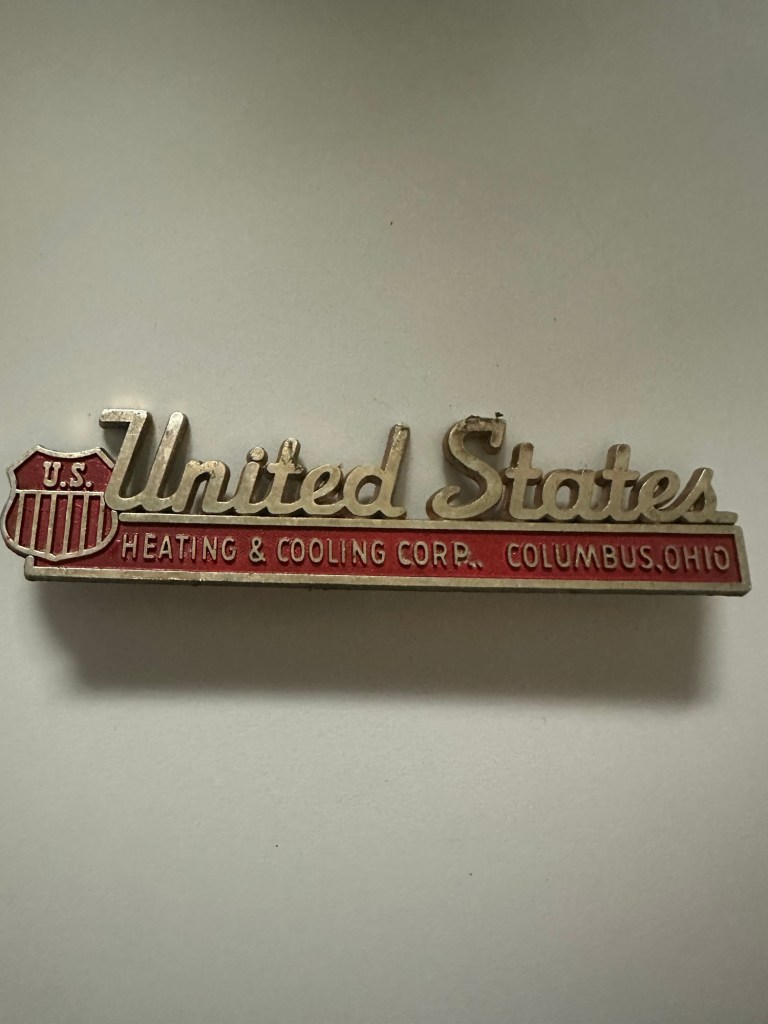 U.S.
United States
HEATING & COOLING CORP., COLUMBUS, OHIO